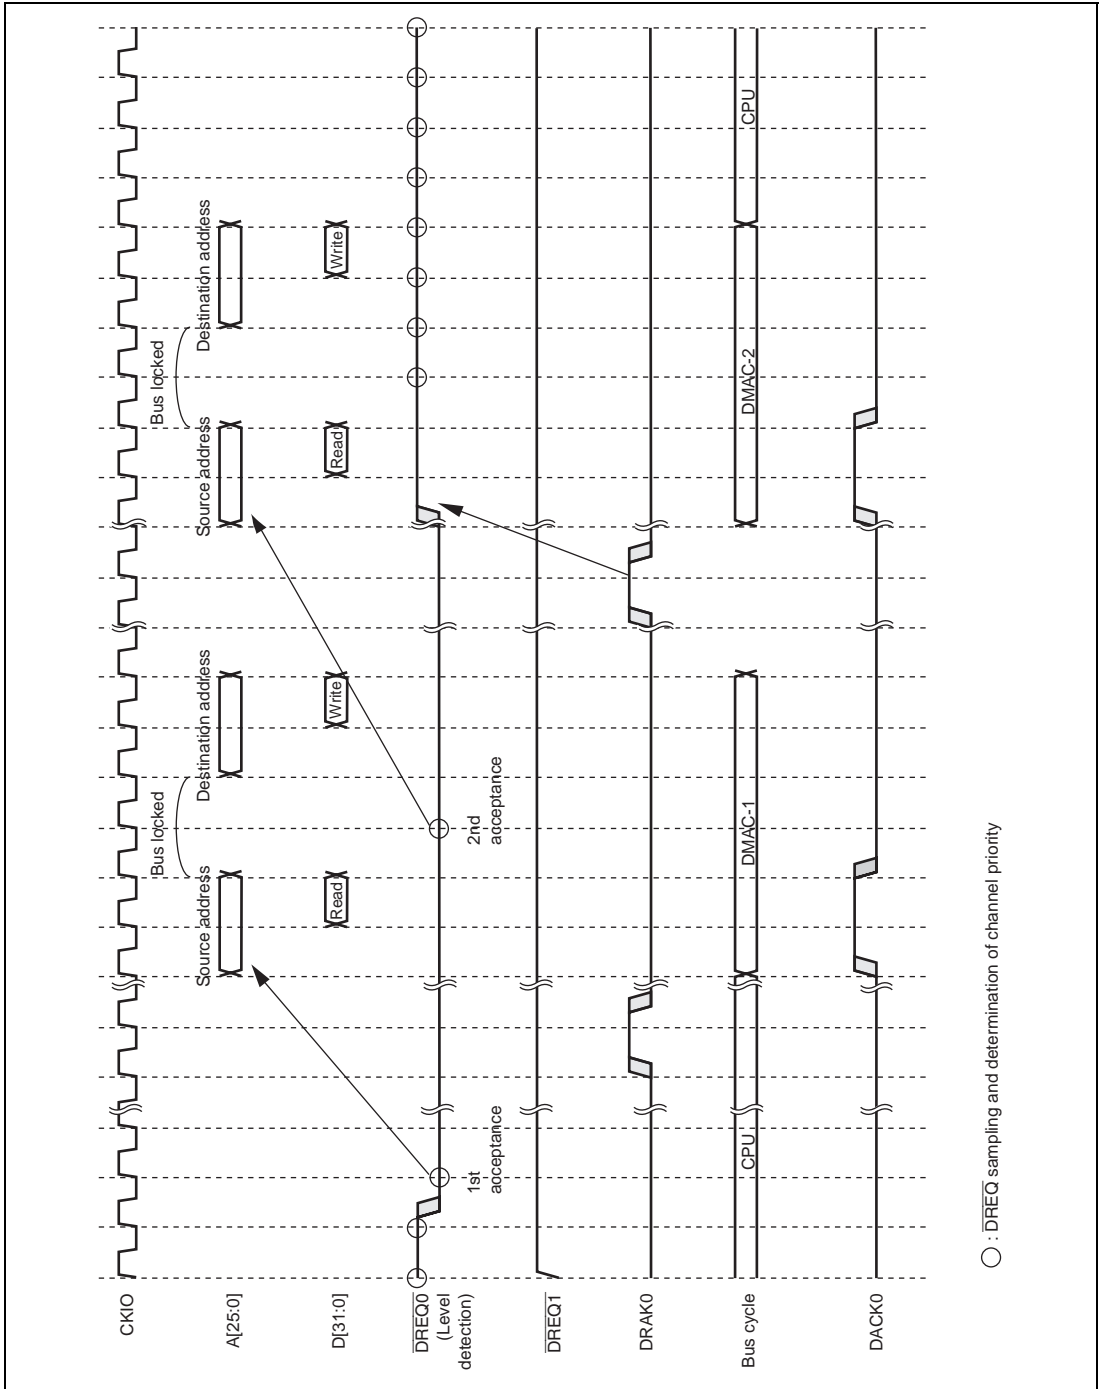 CKIO
Bus locked
Bus locked
Source address
Destination address
Source address
Destination address
A[25:0]
Read
Write
Read
Write
D[31:0]
DREQ0
(Level
detection)
1st
acceptance
2nd
acceptance
DREQ1
DRAK0
CPU
DMAC-1
DMAC-2
CPU
Bus cycle
DACK0
: DREQ sampling and determination of channel priority